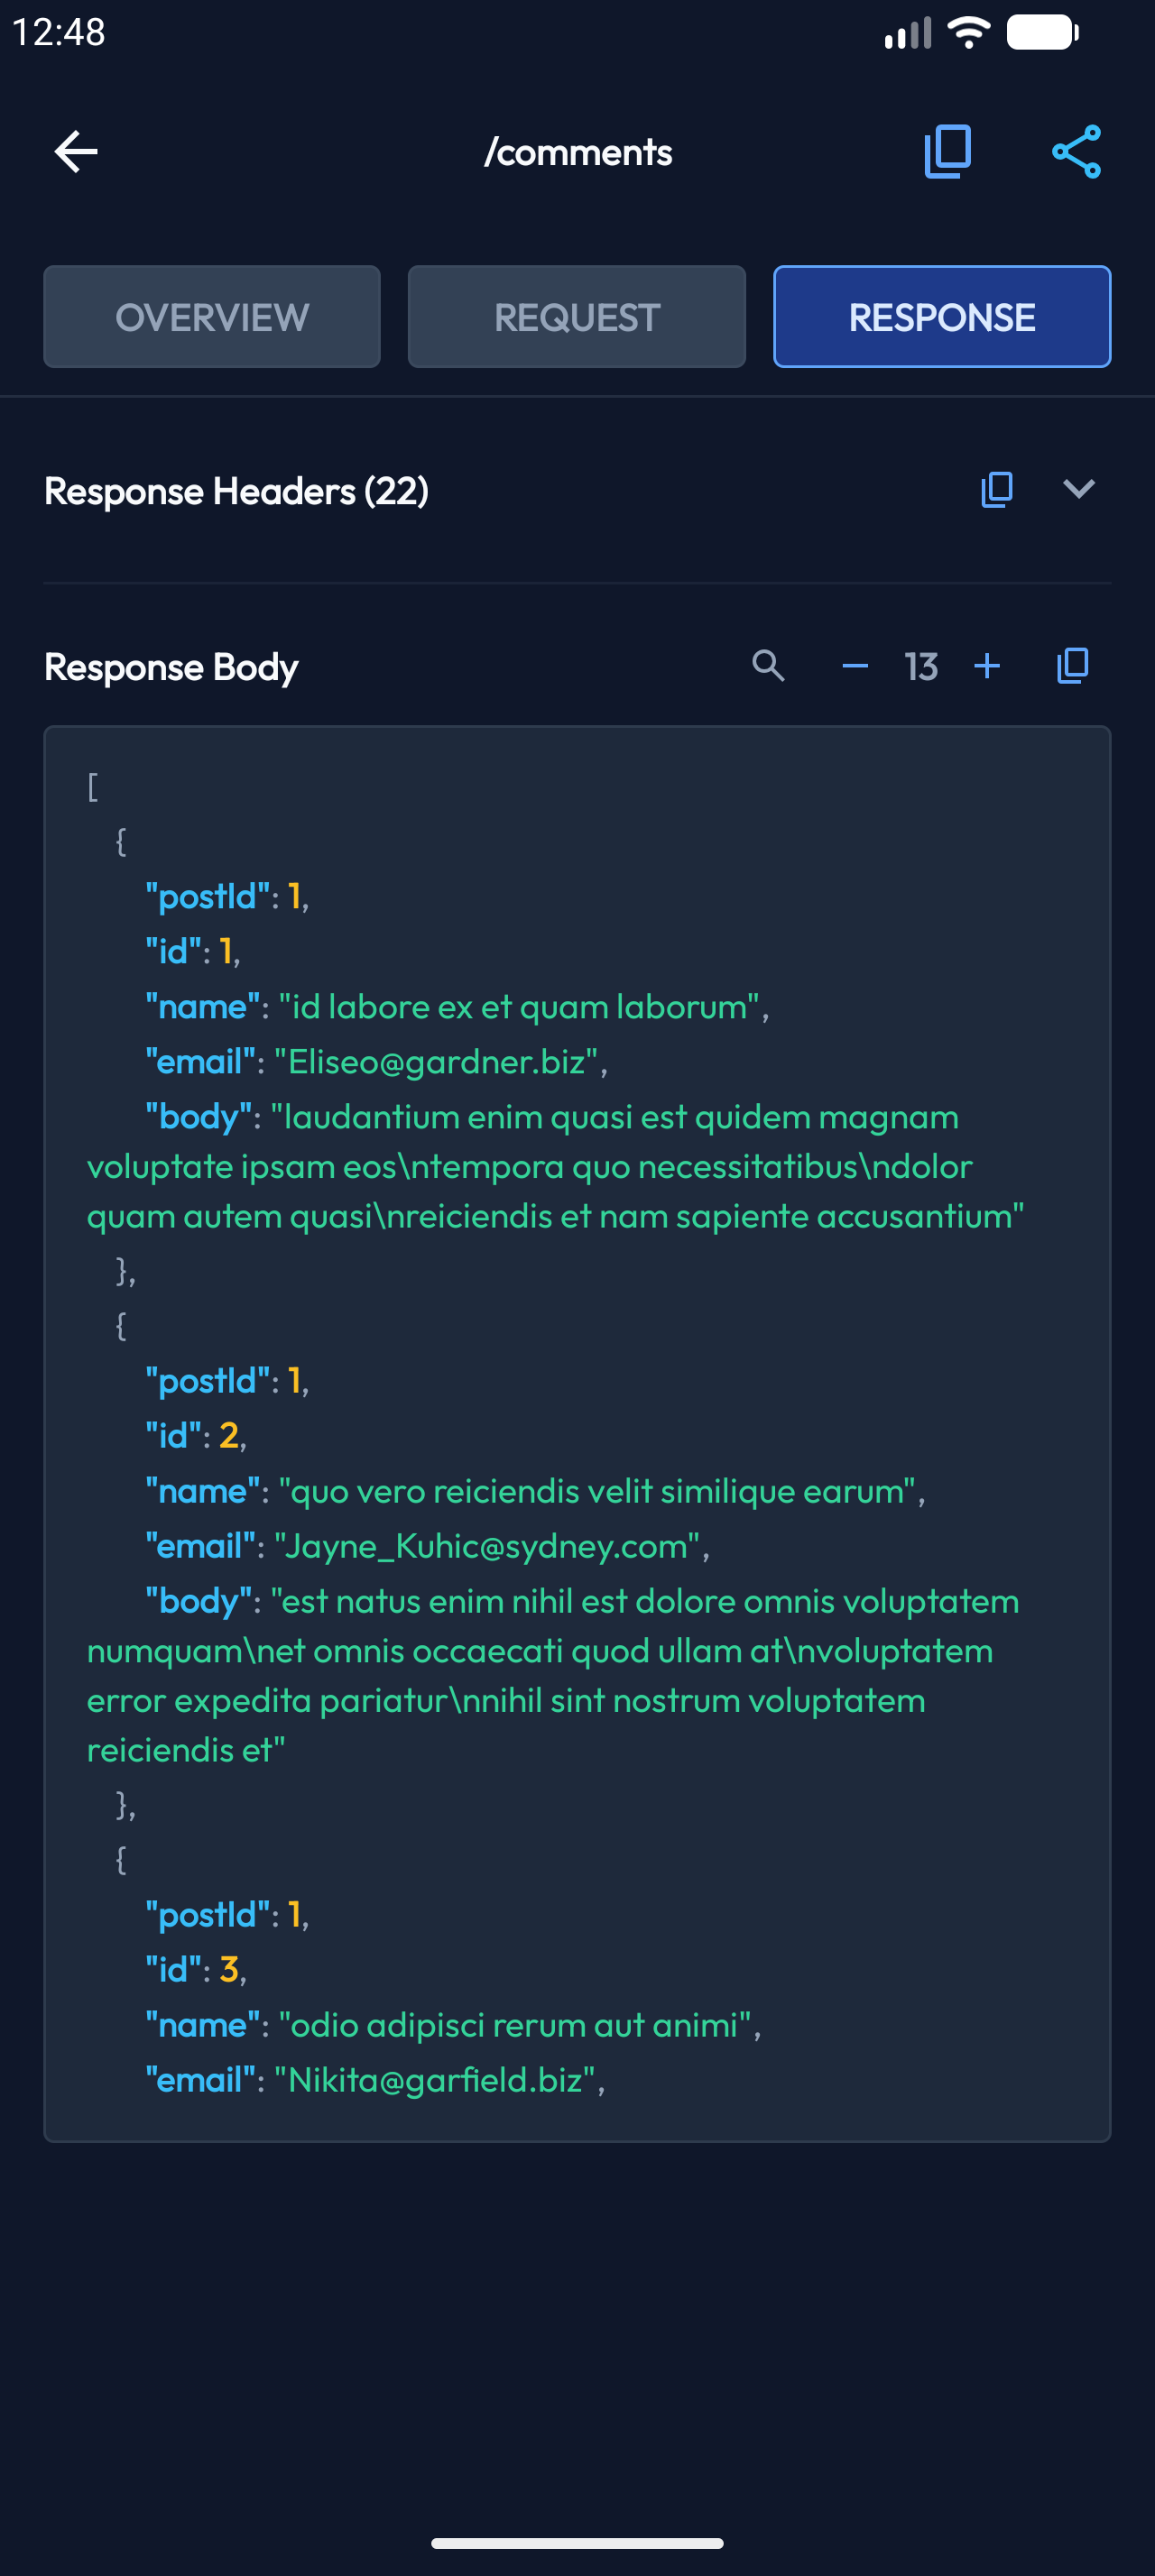 12:48
/comments
OVERVIEW REQUEST RESPONSE
Response Headers (22)
Response Body 13
[
{
"postId": 1,
"id": 1,
"name": "id labore ex et quam laborum",
"email": "Eliseo@gardner.biz",
"body": "laudantium enim quasi est quidem magnam
voluptate ipsam eos\ntempora quo necessitatibus\ndolor
quam autem quasi\nreiciendis et nam sapiente accusantium"
},
{
"postId": 1,
"id": 2,
"name": "quo vero reiciendis velit similique earum",
"email": "Jayne_Kuhic@sydney.com",
"body": "est natus enim nihil est dolore omnis voluptatem
numquam\net omnis occaecati quod ullam at\nvoluptatem
error expedita pariatur\nnihil sint nostrum voluptatem
reiciendis et"
},
{
"postId": 1,
"id": 3,
"name": "odio adipisci rerum aut animi",
"email": "Nikita@garfield.biz",